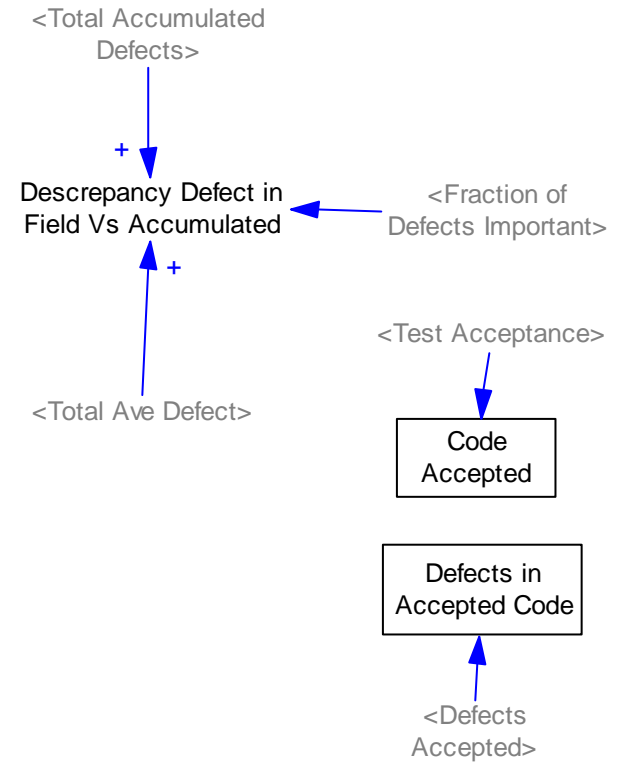 <Total Accumulated
Defects>
+
Descrepancy Defect in
Field Vs Accumulated
<Fraction of
Defects Important>
+
<Test Acceptance>
<Total Ave Defect>
Code
Accepted
Defects in
Accepted Code
<Defects
Accepted>